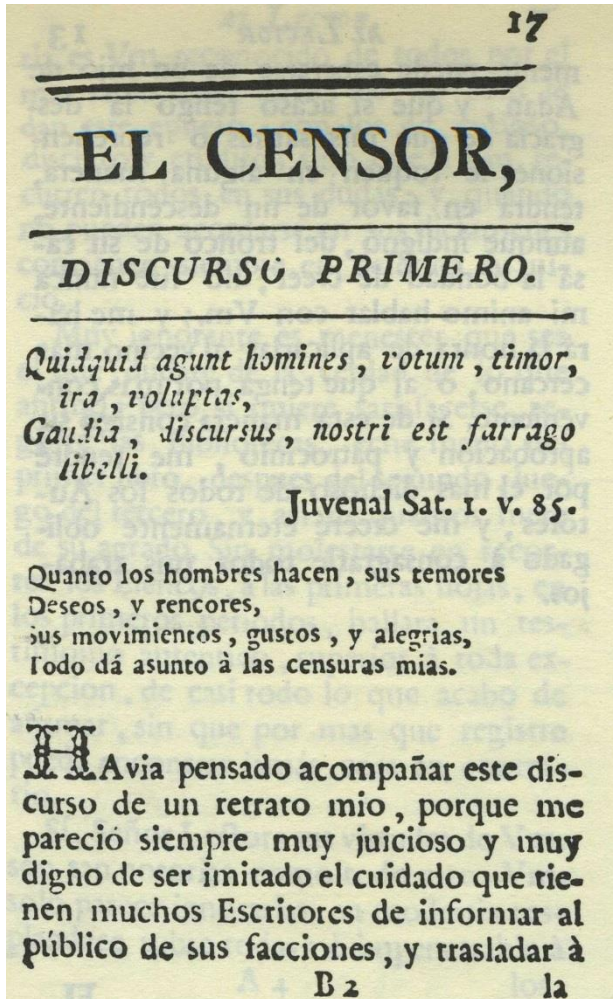 17
EL CENSOR,
DISCURSO PRIMERO.
Quidquid agunt homines, votum, timor,
ira, voluptas,
Gaudia, discursus, nostri est farrago
libelli.
Juvenal Sat. 1. v. 85.
Quanto los hombres hacen, sus temores
Deseos, y rencores,
Sus movimientos, gustos, y alegrias,
Todo dá asunto à las censuras mias.
HAvia pensado acompañar este dis-
curso de un retrato mio, porque me
pareció siempre muy juicioso y muy
digno de ser imitado el cuidado que tie-
nen muchos Escritores de informar al
público de sus facciones, y trasladar à
B 2 la